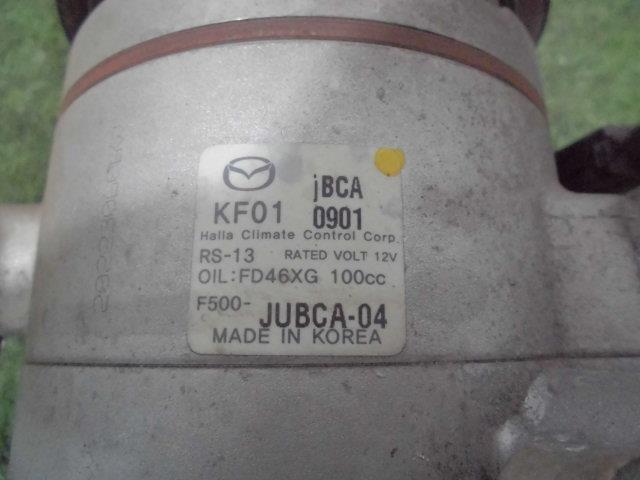 jBCA
KF01 0901
Halla Climate Control Corp.
RS-13 RATED VOLT 12V
OIL:FD46XG 100cc
F500-JUBCA-04
MADE IN KOREA